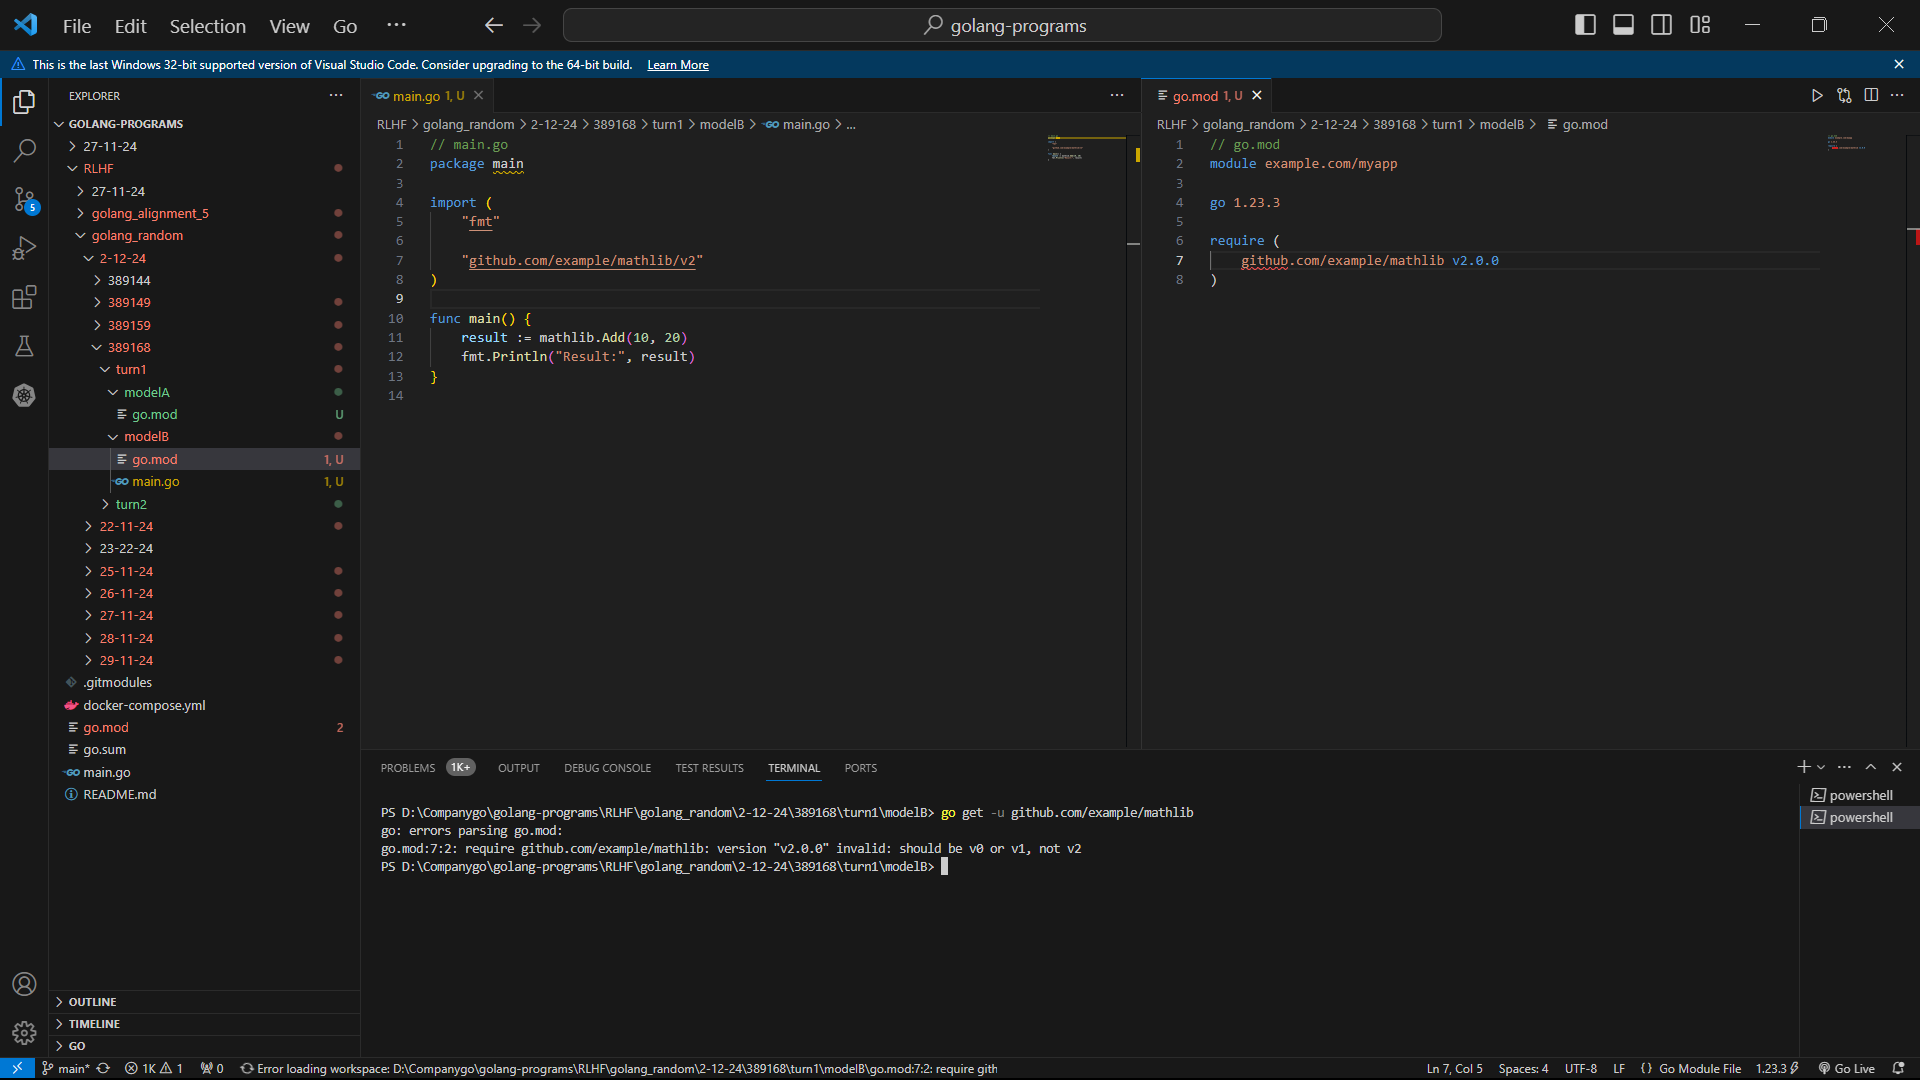 File Edit Selection View Go ··· golang-programs
This is the last Windows 32-bit supported version of Visual Studio Code. Consider upgrading to the 64-bit build. Learn More
EXPLORER
GOLANG-PROGRAMS
27-11-24
RLHF
27-11-24
golang_alignment_5
golang_random
2-12-24
389144
389149
389159
389168
turn1
modelA
go.mod U
modelB
go.mod 1, U
main.go 1, U
turn2
22-11-24
23-22-24
25-11-24
26-11-24
27-11-24
28-11-24
29-11-24
.gitmodules
docker-compose.yml
go.mod 2
go.sum
main.go
README.md
OUTLINE
TIMELINE
GO
5
GO main.go 1, U
RLHF > golang_random > 2-12-24 > 389168 > turn1 > modelB > GO main.go > ...
1 // main.go
2 package main
3
4 import (
5 "fmt"
6
7 "github.com/example/mathlib/v2"
8 )
9
10 func main() {
11 result := mathlib.Add(10, 20)
12 fmt.Println("Result:", result)
13 }
14
go.mod 1, U
RLHF > golang_random > 2-12-24 > 389168 > turn1 > modelB > go.mod
1 // go.mod
2 module example.com/myapp
3
4 go 1.23.3
5
6 require (
7 github.com/example/mathlib v2.0.0
8 )
PROBLEMS 1K+ OUTPUT DEBUG CONSOLE TEST RESULTS TERMINAL PORTS
PS D:\Companygo\golang-programs\RLHF\golang_random\2-12-24\389168\turn1\modelB> go get -u github.com/example/mathlib
go: errors parsing go.mod:
go.mod:7:2: require github.com/example/mathlib: version "v2.0.0" invalid: should be v0 or v1, not v2
PS D:\Companygo\golang-programs\RLHF\golang_random\2-12-24\389168\turn1\modelB>
powershell
powershell
main* 1K 1 0 Error loading workspace: D:\Companygo\golang-programs\RLHF\golang_random\2-12-24\389168\turn1\modelB\go.mod:7:2: require gith
Ln 7, Col 5 Spaces: 4 UTF-8 LF {} Go Module File 1.23.3 Go Live